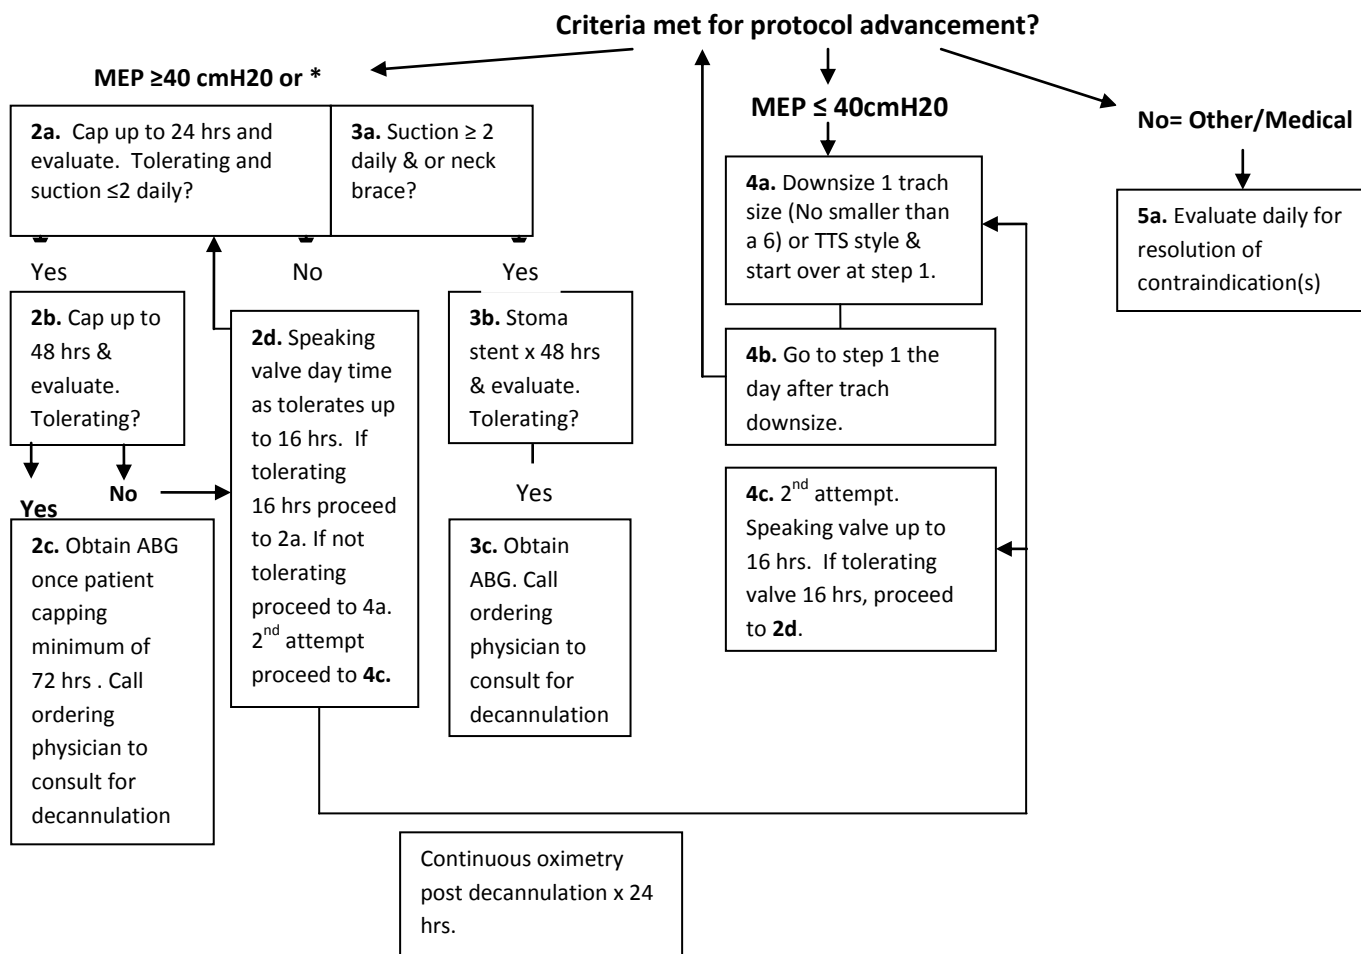 Criteria met for protocol advancement?
MEP ≥40 cmH20 or *
2a. Cap up to 24 hrs and
evaluate. Tolerating and
suction ≤2 daily?
3a. Suction ≥ 2
daily & or neck
brace?
MEP ≤ 40cmH20
No= Other/Medical
4a. Downsize 1 trach
size (No smaller than
a 6) or TTS style &
start over at step 1.
5a. Evaluate daily for
resolution of
contraindication(s)
Yes
No
Yes
2b. Cap up to
48 hrs &
evaluate.
Tolerating?
2d. Speaking
valve day time
as tolerates up
to 16 hrs. If
tolerating
16 hrs proceed
to 2a. If not
tolerating
proceed to 4a.
2nd attempt
proceed to 4c.
3b. Stoma
stent x 48 hrs
& evaluate.
Tolerating?
4b. Go to step 1 the
day after trach
downsize.
Yes
No
Yes
4c. 2nd attempt.
Speaking valve up to
16 hrs. If tolerating
valve 16 hrs, proceed
to 2d.
2c. Obtain ABG
once patient
capping
minimum of
72 hrs . Call
ordering
physician to
consult for
decannulation
3c. Obtain
ABG. Call
ordering
physician to
consult for
decannulation
Continuous oximetry
post decannulation x 24
hrs.